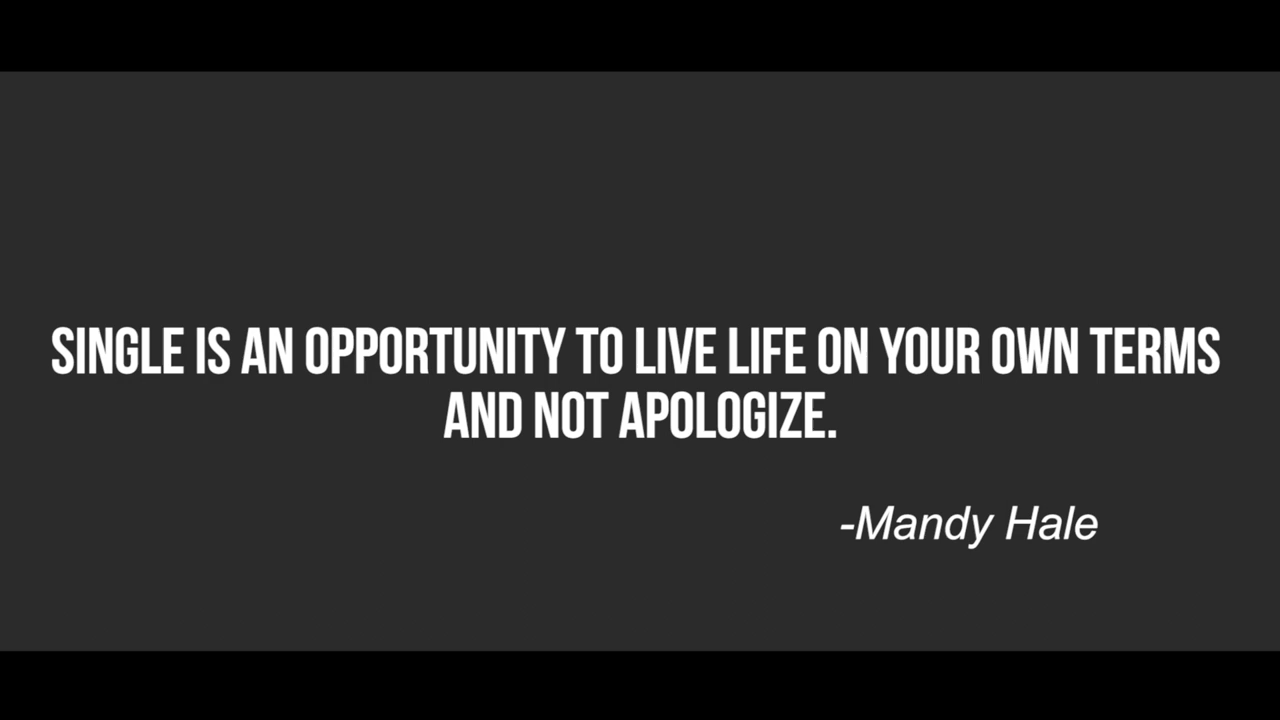 SINGLE IS AN OPPORTUNITY TO LIVE LIFE ON YOUR OWN TERMS
AND NOT APOLOGIZE.
-Mandy Hale